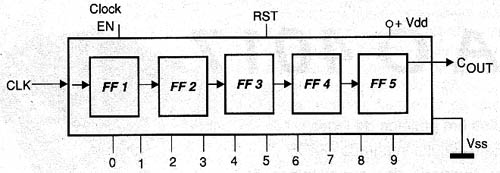 Clock
EN
RST
+ Vdd
CLK
FF 1
FF 2
FF 3
FF 4
FF 5
COUT
0 1 2 3 4 5 6 7 8 9
Vss